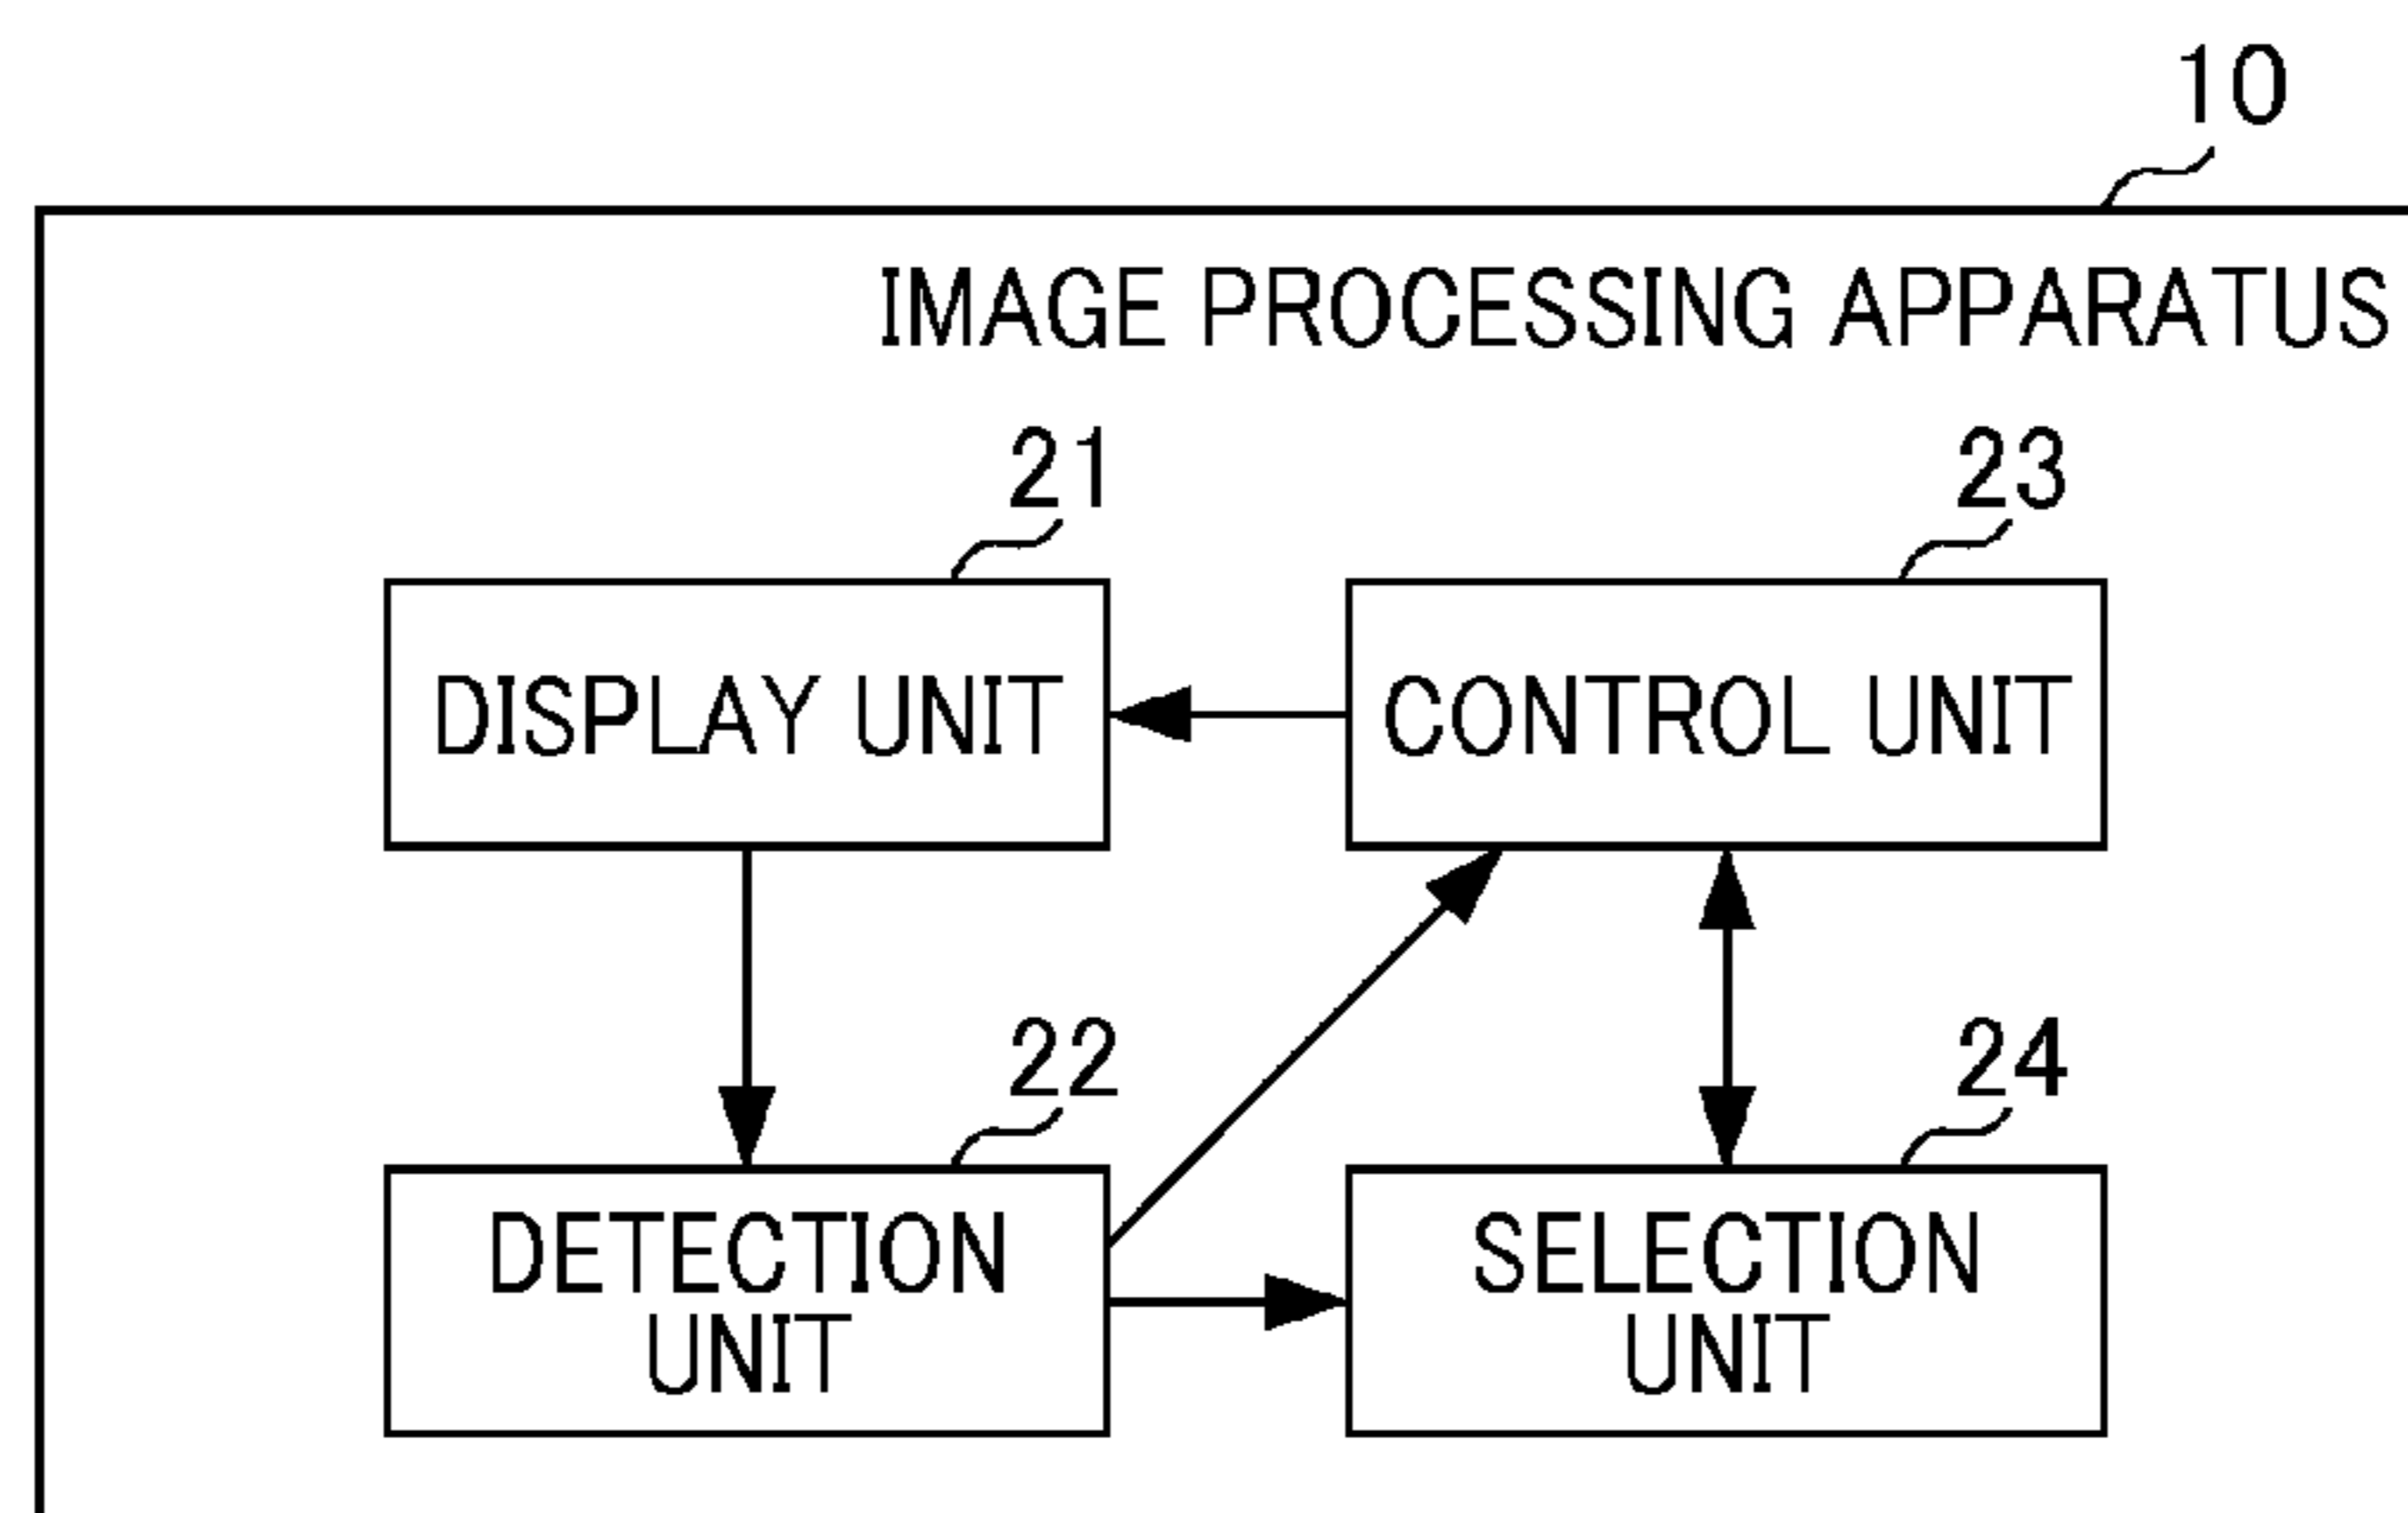 10
IMAGE PROCESSING APPARATUS
21
23
DISPLAY UNIT
CONTROL UNIT
22
24
DETECTION
UNIT
SELECTION
UNIT